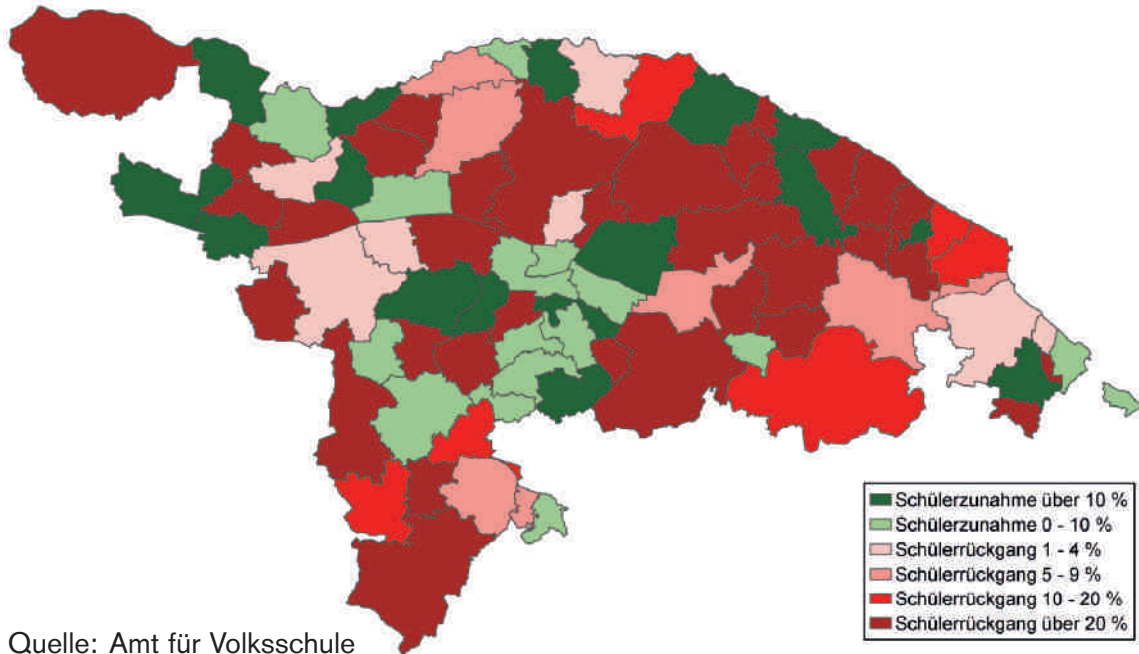 Schülerzunahme über 10 %
Schülerzunahme 0 - 10 %
Schülerrückgang 1 - 4 %
Schülerrückgang 5 - 9 %
Schülerrückgang 10 - 20 %
Schülerrückgang über 20 %
Quelle: Amt für Volksschule